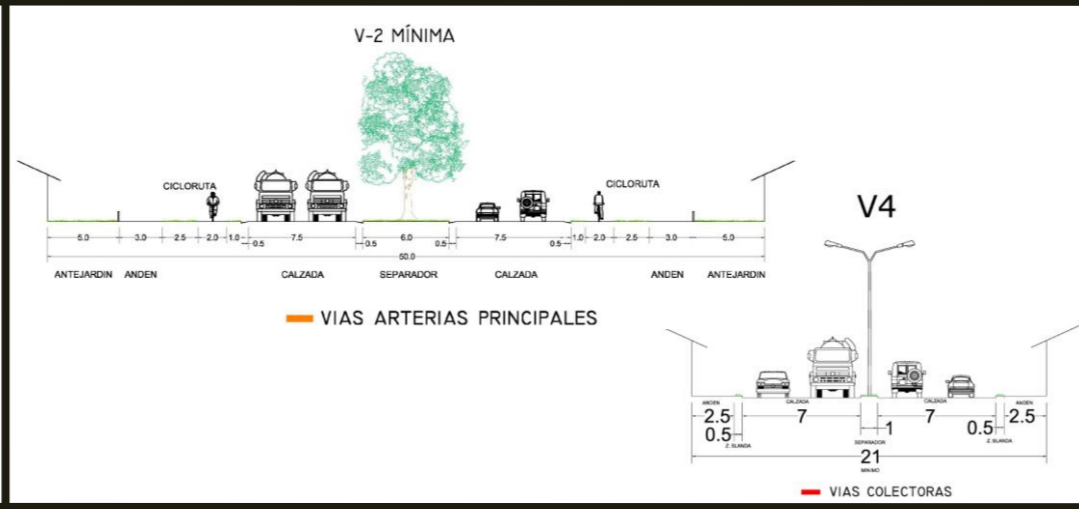 V-2 MÍNIMA
CICLORUTA
CICLORUTA
5.0 3.0 2.5 2.0 1.0 0.5 7.5 0.5 6.0 0.5 7.5 0.5 1.0 2.0 2.5 3.0 5.0
50.0
ANTEJARDIN ANDEN CALZADA SEPARADOR CALZADA ANDEN ANTEJARDIN
VIAS ARTERIAS PRINCIPALES
V4
ANDEN CALZADA CALZADA ANDEN
2.5 7 7 2.5
0.5 1 0.5
Z. BLANDA SEPARADOR Z. BLANDA
21
MINIMO
VIAS COLECTORAS